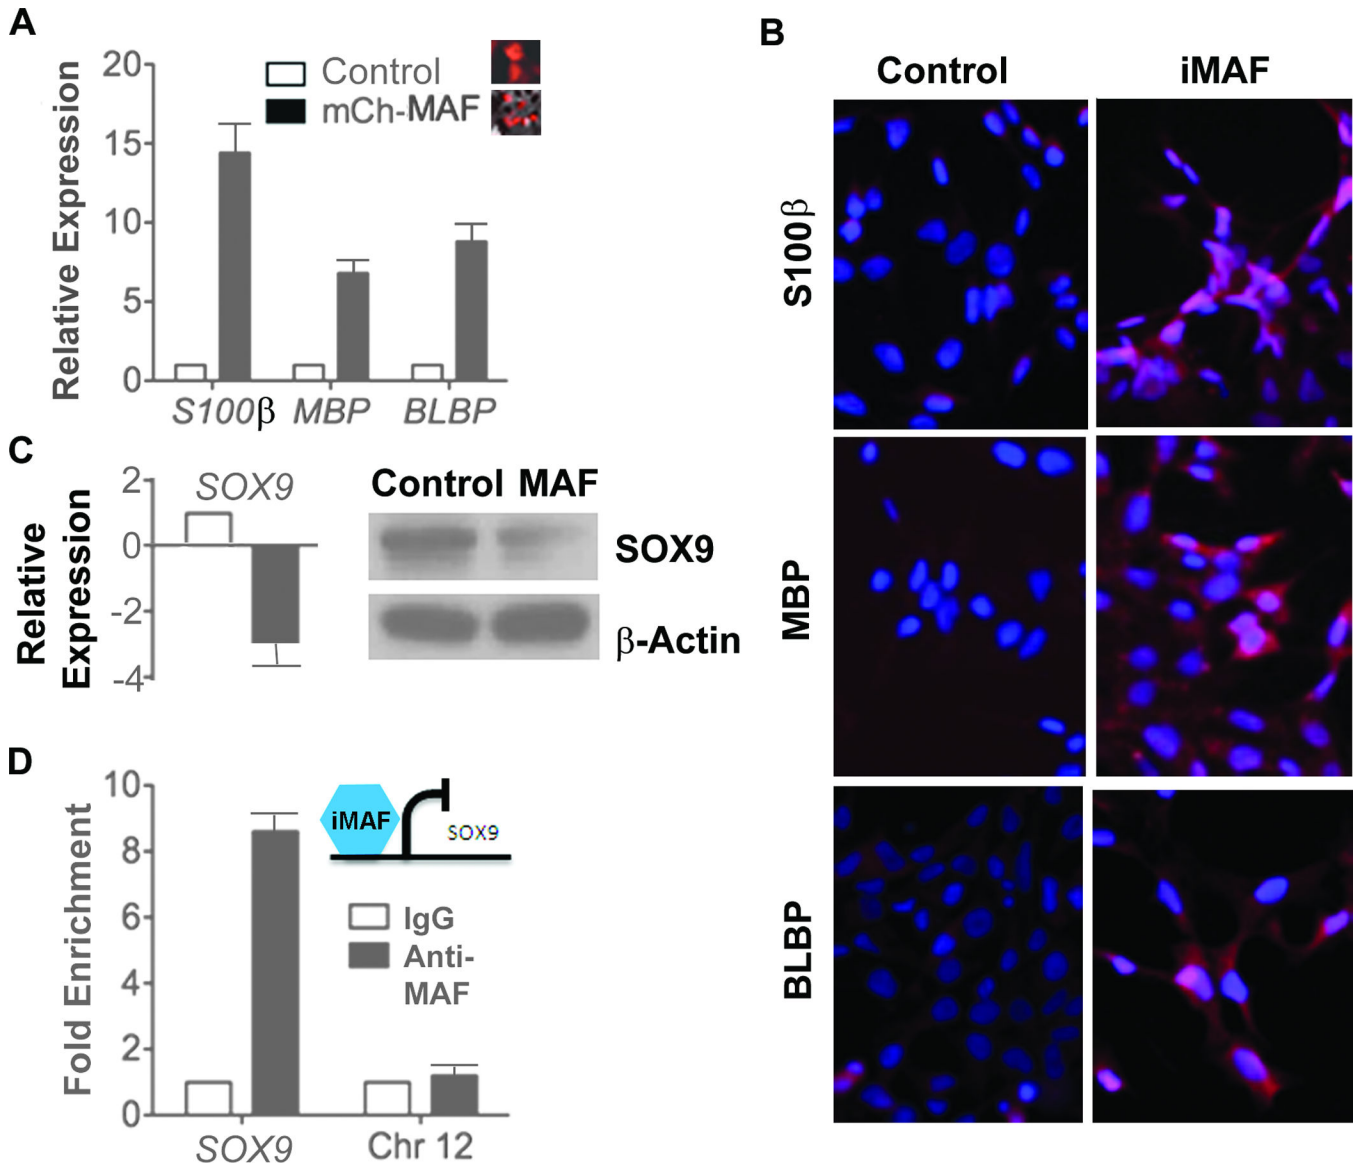 A
Relative Expression
20
15
10
5
0
Control
mCh-MAF
S100β MBP BLBP
B
Control iMAF
S100β
MBP
BLBP
C
Relative
Expression
2
0
-2
-4
SOX9
Control MAF
SOX9
β-Actin
D
Fold Enrichment
10
8
6
4
2
0
iMAF
SOX9
IgG
Anti-
MAF
SOX9 Chr 12